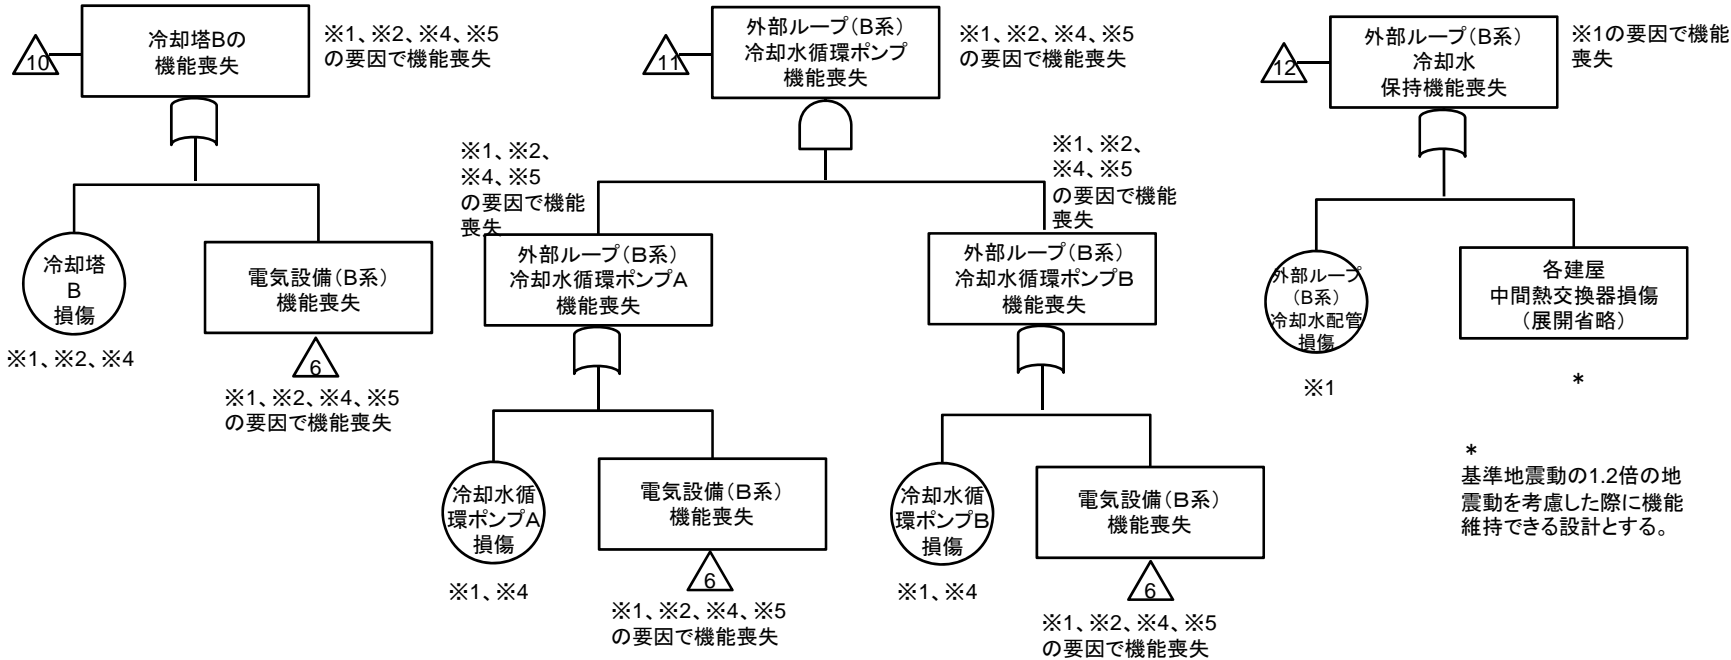 10
冷却塔Bの
機能喪失
※1、※2、※4、※5
の要因で機能喪失
冷却塔
B
損傷
※1、※2、※4
電気設備(B系)
機能喪失
6
※1、※2、※4、※5
の要因で機能喪失
11
外部ループ(B系)
冷却水循環ポンプ
機能喪失
※1、※2、※4、※5
の要因で機能喪失
※1、※2、
※4、※5
の要因で機能
喪失
外部ループ(B系)
冷却水循環ポンプA
機能喪失
冷却水循
環ポンプA
損傷
※1、※4
電気設備(B系)
機能喪失
6
※1、※2、※4、※5
の要因で機能喪失
※1、※2、
※4、※5
の要因で機能
喪失
外部ループ(B系)
冷却水循環ポンプB
機能喪失
冷却水循
環ポンプB
損傷
※1、※4
電気設備(B系)
機能喪失
6
※1、※2、※4、※5
の要因で機能喪失
12
外部ループ(B系)
冷却水
保持機能喪失
※1の要因で機能
喪失
外部ループ
(B系)
冷却水配管
損傷
※1
各建屋
中間熱交換器損傷
(展開省略)
*
*
基準地震動の1.2倍の地
震動を考慮した際に機能
維持できる設計とする。